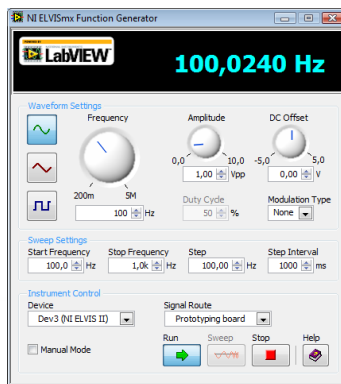 NI ELVISmx Function Generator
LabVIEW
100,0240 Hz
Waveform Settings
Frequency
Amplitude
DC Offset
0,0 10,0
-5,0 5,0
200m 5M
1,00 Vpp
0,00 V
100 Hz
Duty Cycle
50 %
Modulation Type
None
Sweep Settings
Start Frequency
Stop Frequency
Step
Step Interval
100,0 Hz
1,0k Hz
100,00 Hz
1000 ms
Instrument Control
Device
Signal Route
Dev3 (NI ELVIS II)
Prototyping board
Manual Mode
Run
Sweep
Stop
Help